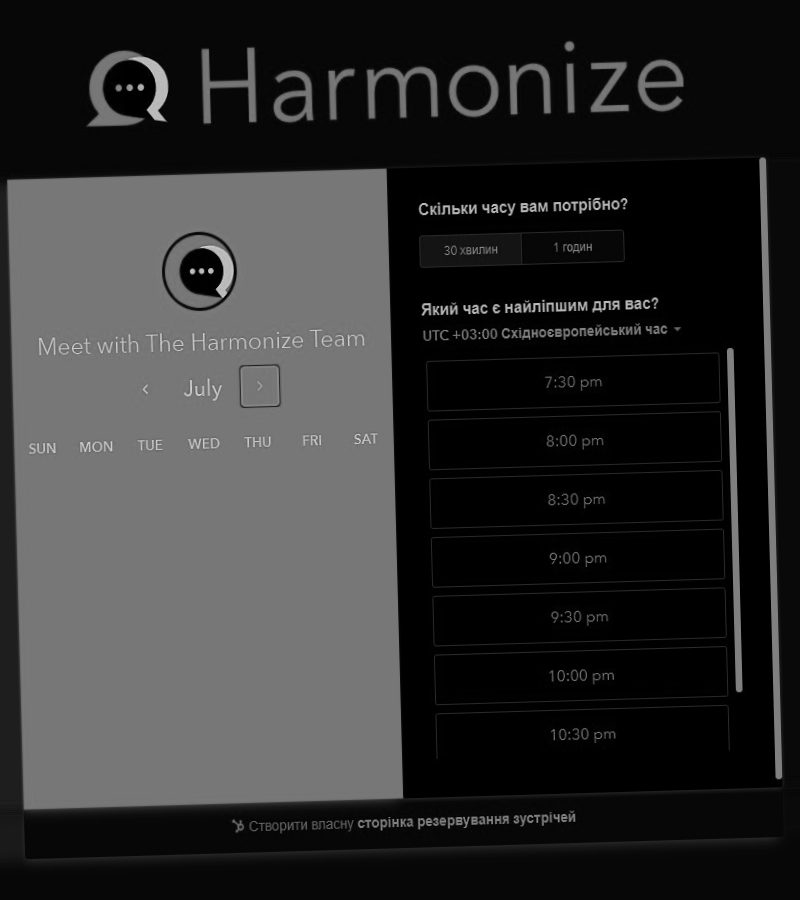 Harmonize
Meet with The Harmonize Team
July
SUN MON TUE WED THU FRI SAT
Скільки часу вам потрібно?
30 хвилин 1 годин
Який час є найліпшим для вас?
UTC +03:00 Східноєвропейський час
7:30 pm
8:00 pm
8:30 pm
9:00 pm
9:30 pm
10:00 pm
10:30 pm
Створити власну сторінка резервування зустрічей